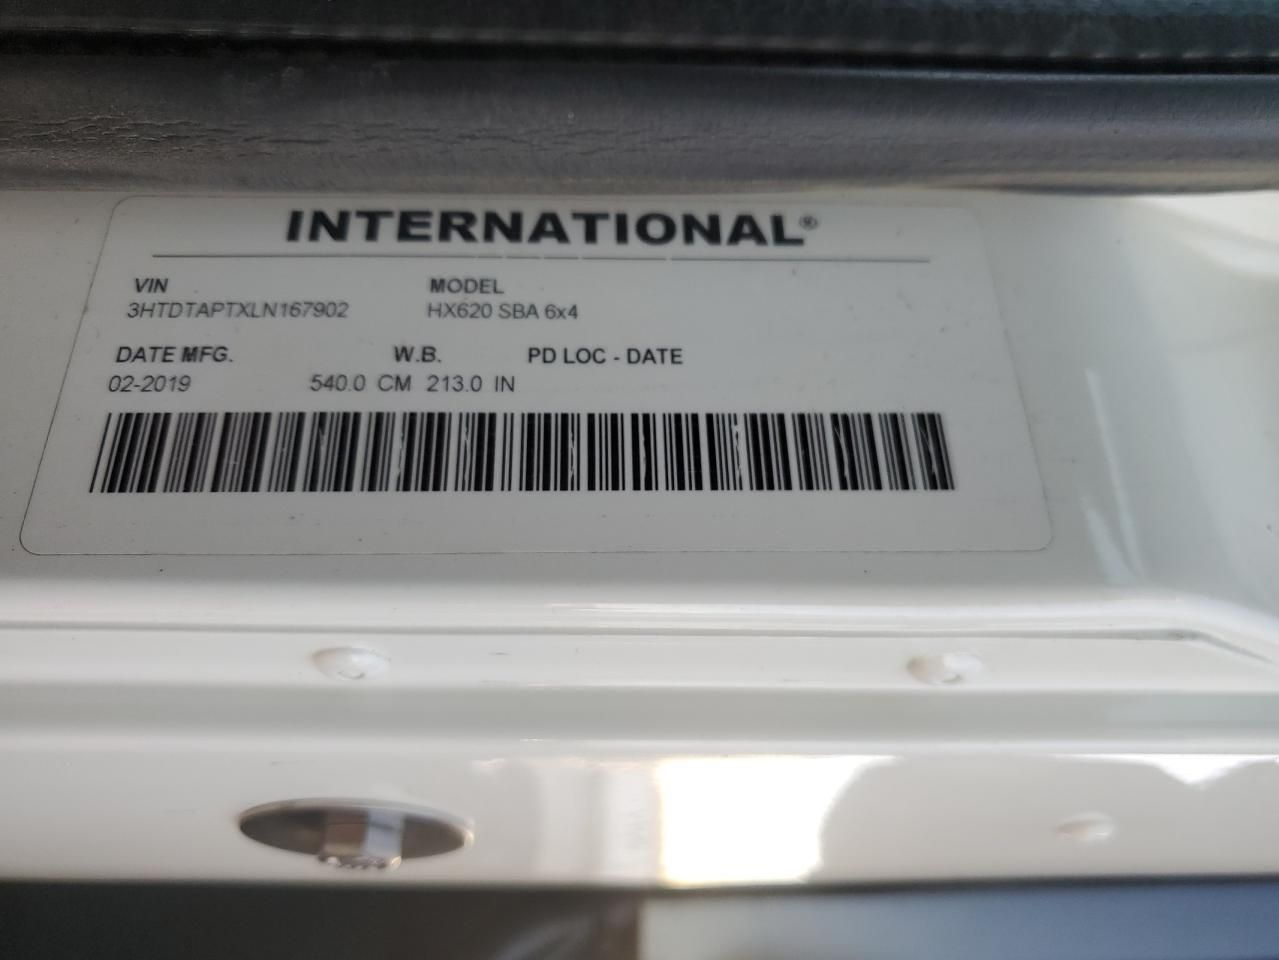 INTERNATIONAL®
VIN MODEL
3HTDTAPTXLN167902 HX620 SBA 6x4
DATE MFG. W.B. PD LOC - DATE
02-2019 540.0 CM 213.0 IN